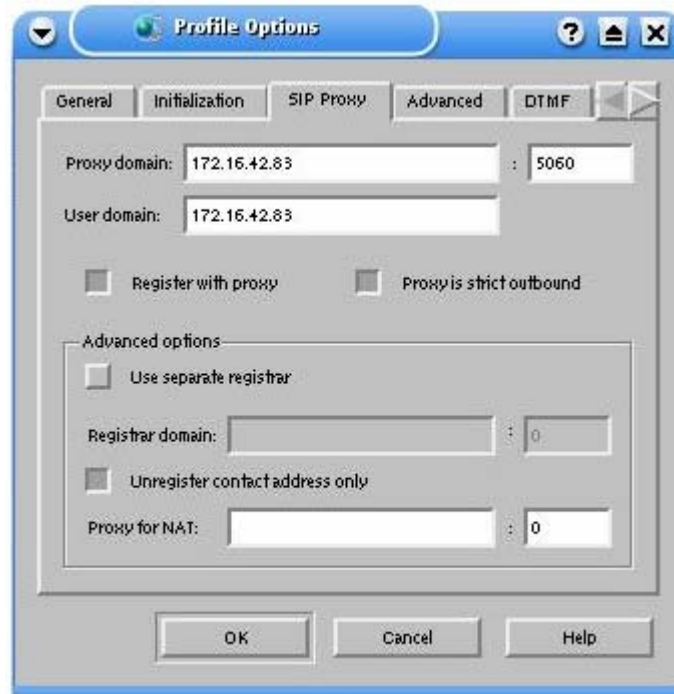 Profile Options
General Initialization SIP Proxy Advanced DTMF
Proxy domain: 172.16.42.83 : 5060
User domain: 172.16.42.83
Register with proxy Proxy is strict outbound
Advanced options
Use separate registrar
Registrar domain: : 0
Unregister contact address only
Proxy for NAT: : 0
OK Cancel Help